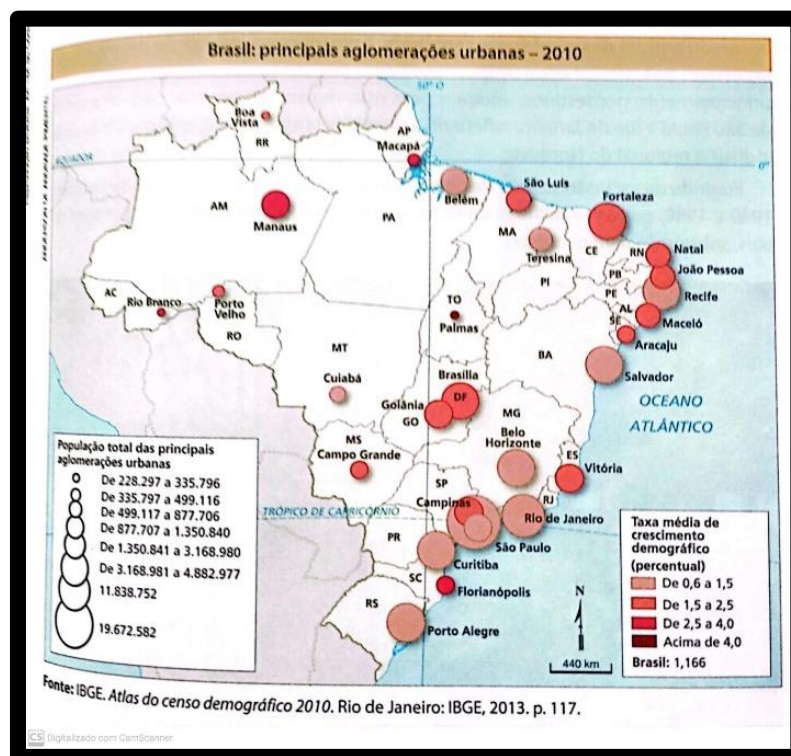 Brasil: principais aglomerações urbanas – 2010
50° O
Boa
Vista
RR
AP
Macapá
EQUADOR
0°
AM
Manaus
PA
Belém
São Luís
Fortaleza
MA
Teresina
CE
RN
Natal
PB
João Pessoa
PI
PE
Recife
AC
Rio Branco
Porto
Velho
RO
TO
Palmas
AL
Maceió
SE
Aracaju
MT
BA
Salvador
Cuiabá
Brasília
DF
Goiânia
GO
MG
Belo
Horizonte
OCEANO
ATLÂNTICO
MS
Campo Grande
ES
Vitória
SP
Campinas
RJ
Rio de Janeiro
TRÓPICO DE CAPRICÓRNIO
São Paulo
PR
Curitiba
SC
Florianópolis
RS
Porto Alegre
População total das principais
aglomerações urbanas
De 228.297 a 335.796
De 335.797 a 499.116
De 499.117 a 877.706
De 877.707 a 1.350.840
De 1.350.841 a 3.168.980
De 3.168.981 a 4.882.977
11.838.752
19.672.582
N
440 km
Taxa média de
crescimento
demográfico
(percentual)
De 0,6 a 1,5
De 1,5 a 2,5
De 2,5 a 4,0
Acima de 4,0
Brasil: 1,166
Fonte: IBGE. Atlas do censo demográfico 2010. Rio de Janeiro: IBGE, 2013. p. 117.
CS Digitalizado com CamScanner